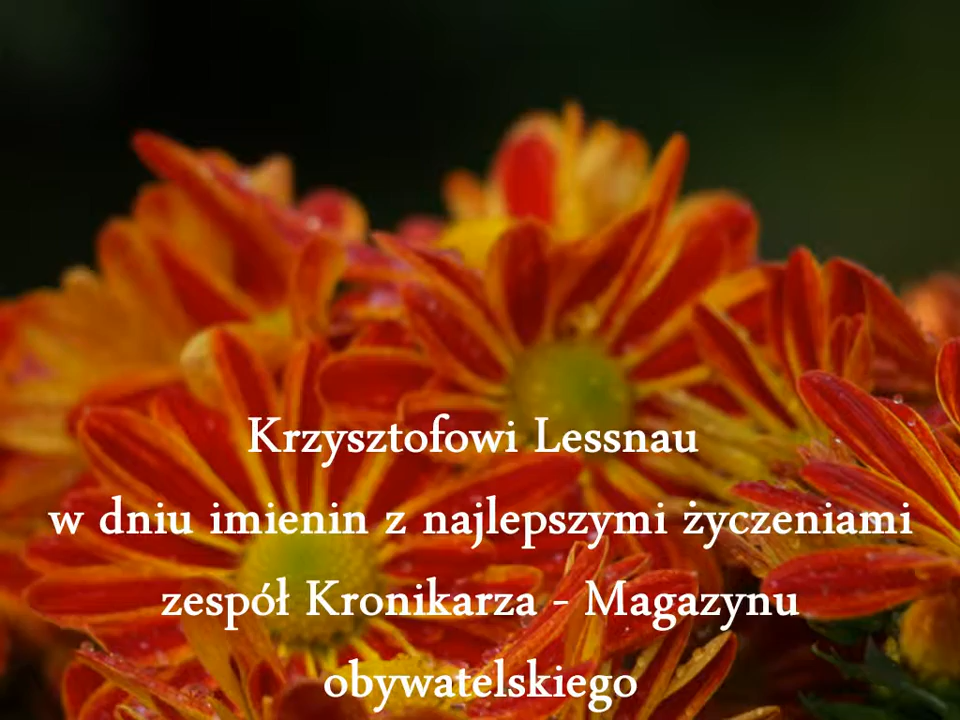 Krzysztofowi Lessnau
w dniu imienin z najlepszymi życzeniami
zespół Kronikarza - Magazynu
obywatelskiego